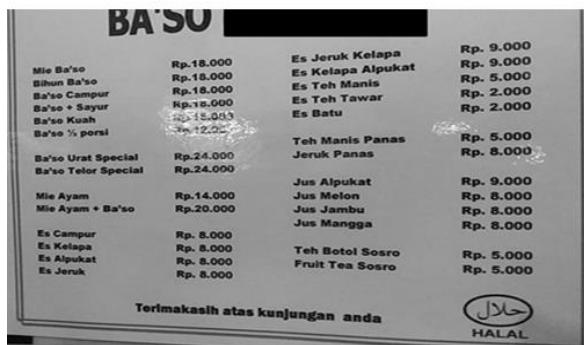 BA'SO
Mie Ba'so Rp.18.000
Bihun Ba'so Rp.18.000
Ba'so Campur Rp.18.000
Ba'so + Sayur Rp.18.000
Ba'so Kuah
Ba'so ½ porsi
Ba'so Urat Special Rp.24.000
Ba'so Telor Special Rp.24.000
Mie Ayam Rp.14.000
Mie Ayam + Ba'so Rp.20.000
Es Campur Rp. 8.000
Es Kelapa Rp. 8.000
Es Alpukat Rp. 8.000
Es Jeruk Rp. 8.000
Es Jeruk Kelapa Rp. 9.000
Es Kelapa Alpukat Rp. 9.000
Es Teh Manis Rp. 5.000
Es Teh Tawar Rp. 2.000
Es Batu Rp. 2.000
Teh Manis Panas Rp. 5.000
Jeruk Panas Rp. 8.000
Jus Alpukat Rp. 9.000
Jus Melon Rp. 8.000
Jus Jambu Rp. 8.000
Jus Mangga Rp. 8.000
Teh Botol Sosro Rp. 5.000
Fruit Tea Sosro Rp. 5.000
Terimakasih atas kunjungan anda
حلال
HALAL